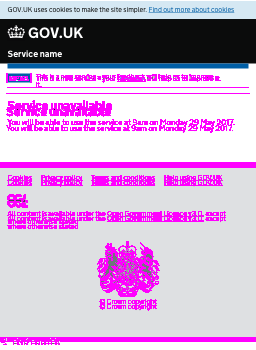 GOV.UK uses cookies to make the site simpler. Find out more about cookies
GOV.UK
Service name
This is a new service – your feedback will help us to improve it.
Service unavailable
You will be able to use the service at 9am on Monday 29 May 2017.
Cookies Privacy policy Terms and conditions Help using GOV.UK
OGL
All content is available under the Open Government Licence v3.0, except where otherwise stated
© Crown copyright